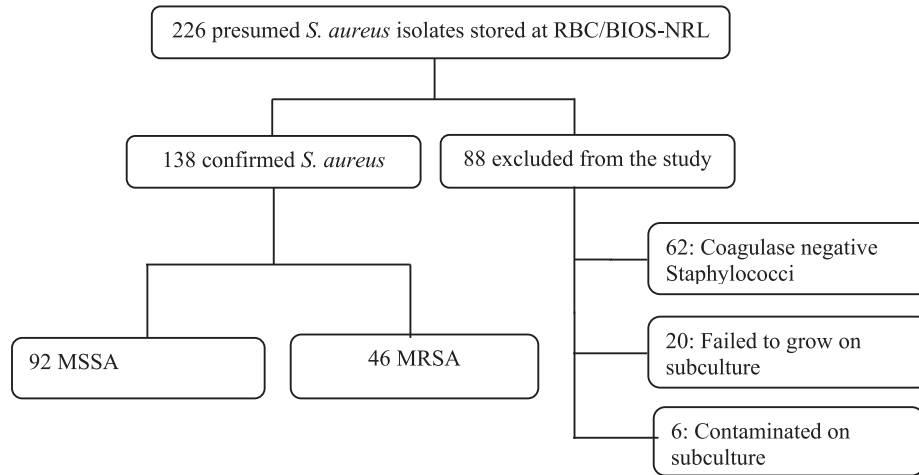 226 presumed S. aureus isolates stored at RBC/BIOS-NRL
138 confirmed S. aureus
88 excluded from the study
62: Coagulase negative
Staphylococci
92 MSSA
46 MRSA
20: Failed to grow on
subculture
6: Contaminated on
subculture